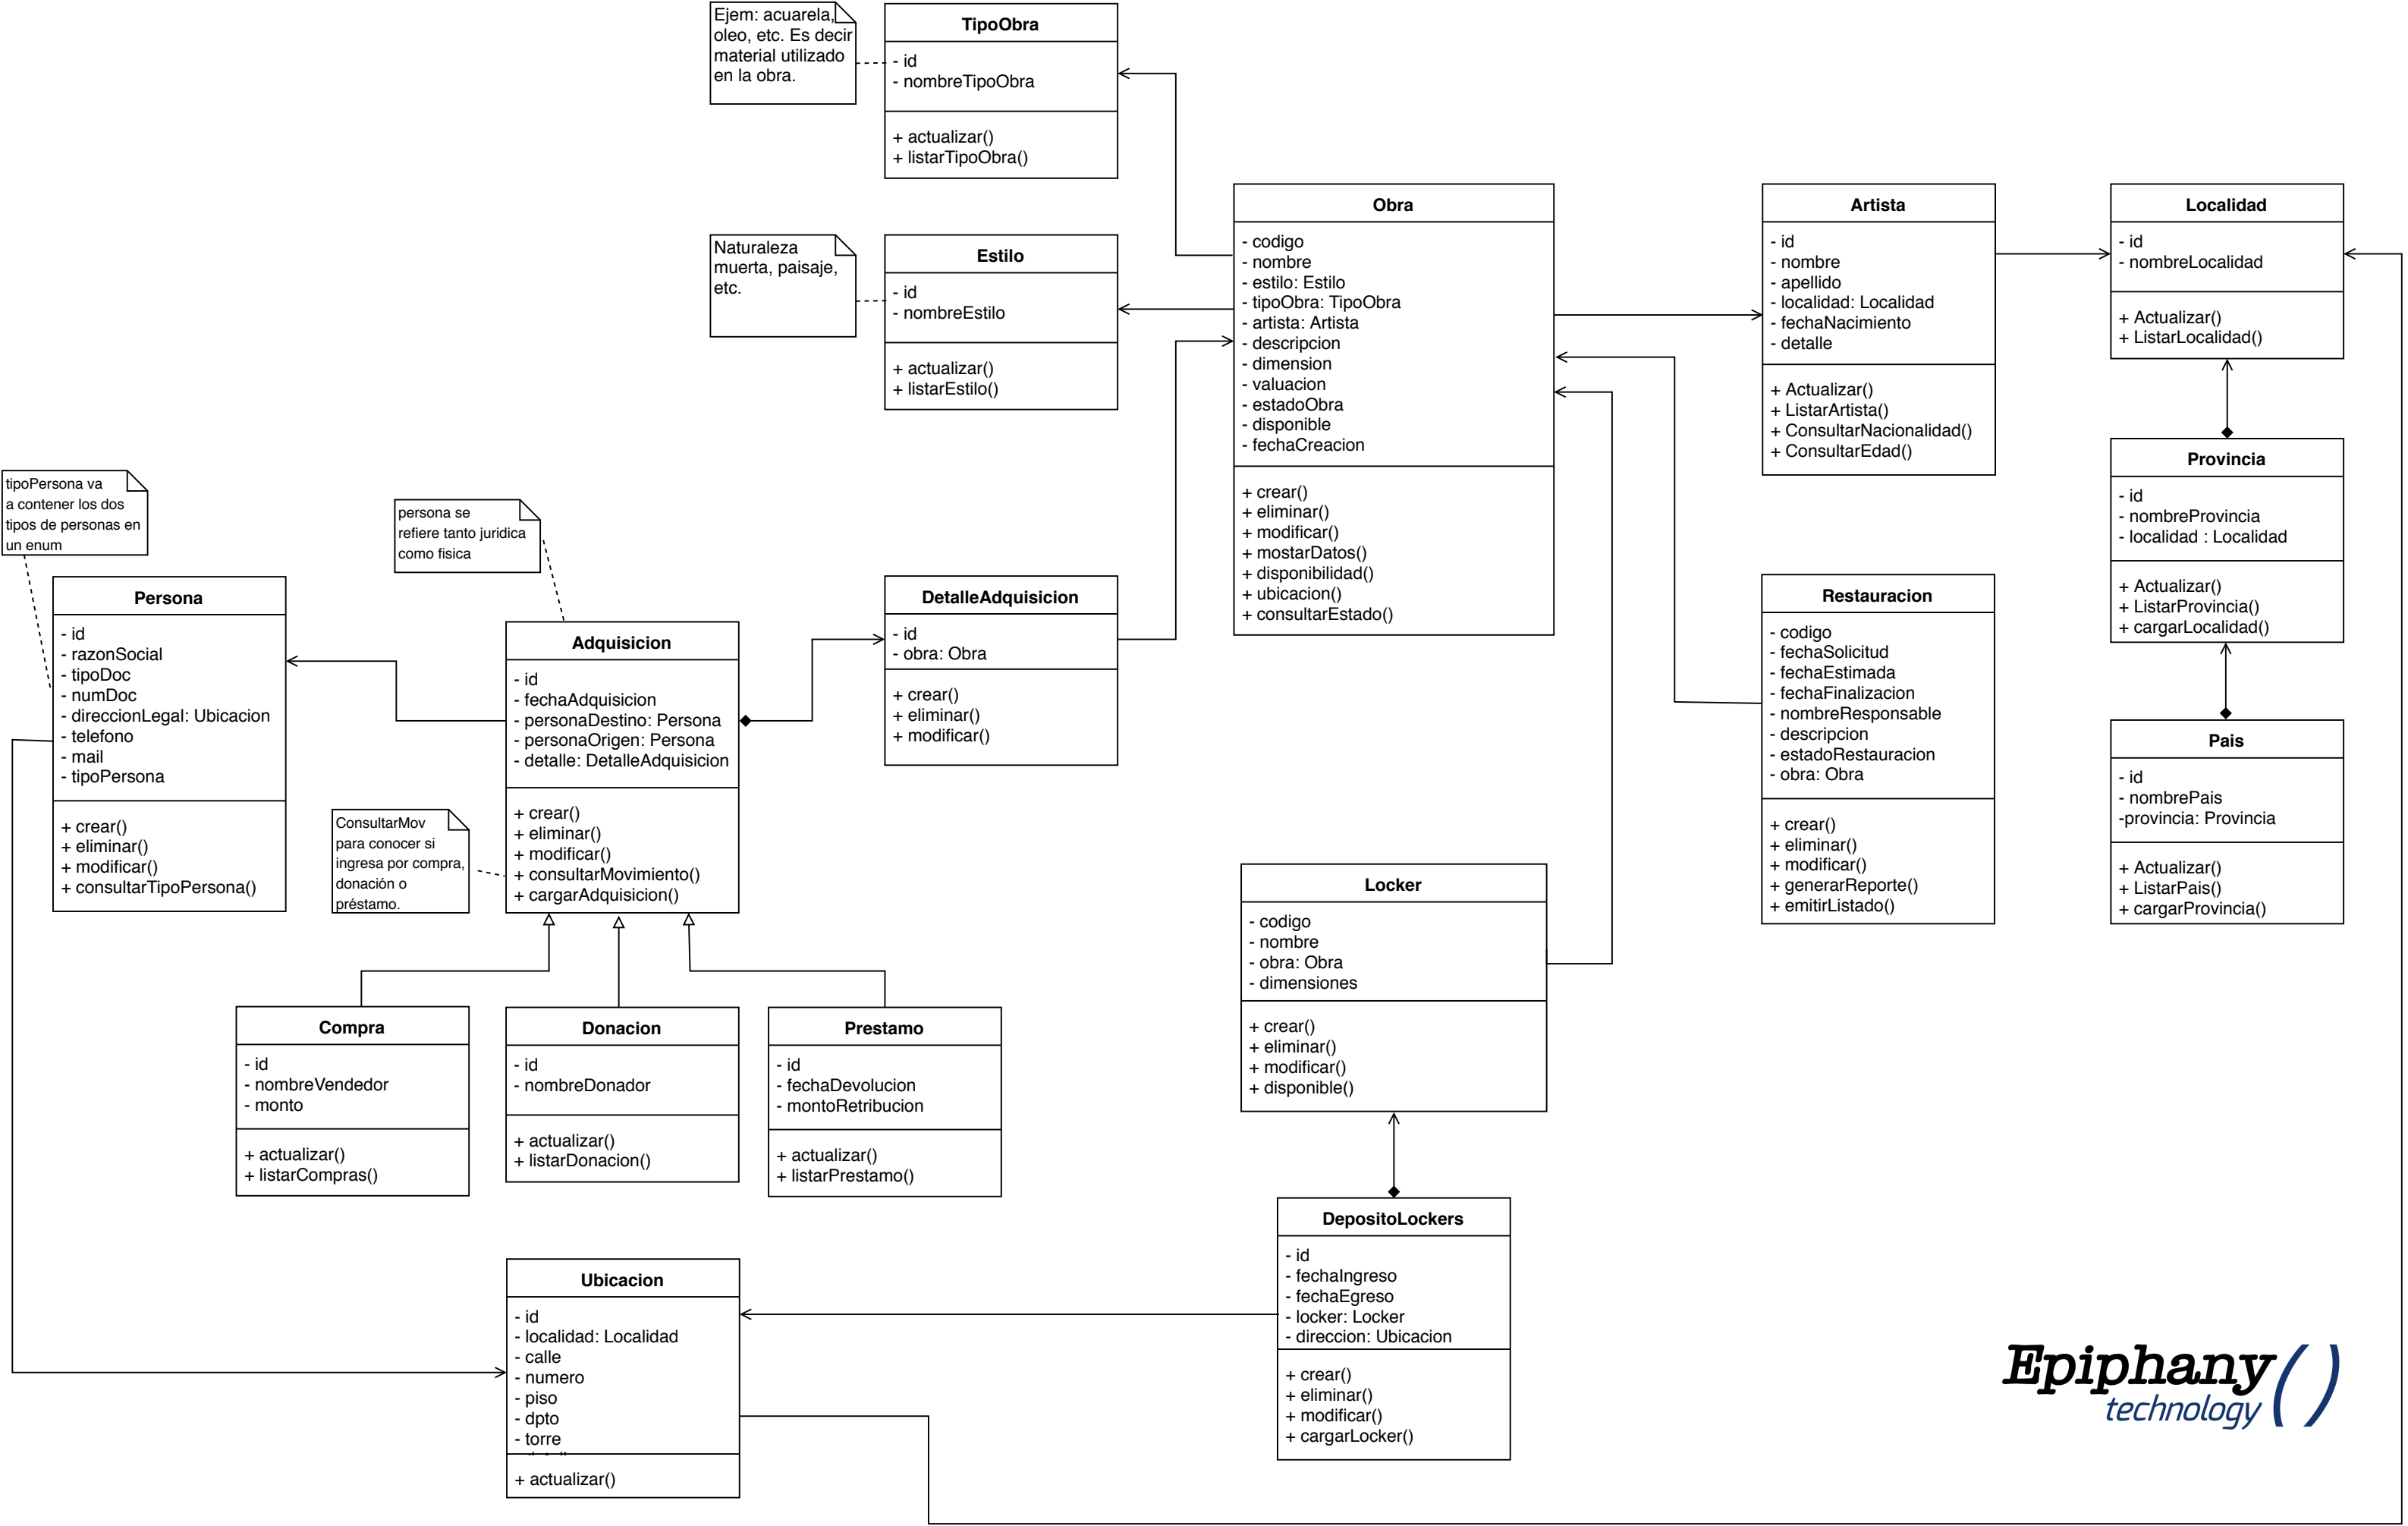 Ejem: acuarela,
oleo, etc. Es decir
material utilizado
en la obra.
TipoObra
- id
- nombreTipoObra
+ actualizar()
+ listarTipoObra()
Naturaleza
muerta, paisaje,
etc.
Estilo
- id
- nombreEstilo
+ actualizar()
+ listarEstilo()
Obra
- codigo
- nombre
- estilo: Estilo
- tipoObra: TipoObra
- artista: Artista
- descripcion
- dimension
- valuacion
- estadoObra
- disponible
- fechaCreacion
+ crear()
+ eliminar()
+ modificar()
+ mostarDatos()
+ disponibilidad()
+ ubicacion()
+ consultarEstado()
Artista
- id
- nombre
- apellido
- localidad: Localidad
- fechaNacimiento
- detalle
+ Actualizar()
+ ListarArtista()
+ ConsultarNacionalidad()
+ ConsultarEdad()
Localidad
- id
- nombreLocalidad
+ Actualizar()
+ ListarLocalidad()
Provincia
- id
- nombreProvincia
- localidad : Localidad
+ Actualizar()
+ ListarProvincia()
+ cargarLocalidad()
Pais
- id
- nombrePais
-provincia: Provincia
+ Actualizar()
+ ListarPais()
+ cargarProvincia()
Restauracion
- codigo
- fechaSolicitud
- fechaEstimada
- fechaFinalizacion
- nombreResponsable
- descripcion
- estadoRestauracion
- obra: Obra
+ crear()
+ eliminar()
+ modificar()
+ generarReporte()
+ emitirListado()
tipoPersona va
a contener los dos
tipos de personas en
un enum
Persona
- id
- razonSocial
- tipoDoc
- numDoc
- direccionLegal: Ubicacion
- telefono
- mail
- tipoPersona
+ crear()
+ eliminar()
+ modificar()
+ consultarTipoPersona()
persona se
refiere tanto juridica
como fisica
Adquisicion
- id
- fechaAdquisicion
- personaDestino: Persona
- personaOrigen: Persona
- detalle: DetalleAdquisicion
+ crear()
+ eliminar()
+ modificar()
+ consultarMovimiento()
+ cargarAdquisicion()
ConsultarMov
para conocer si
ingresa por compra,
donación o
préstamo.
DetalleAdquisicion
- id
- obra: Obra
+ crear()
+ eliminar()
+ modificar()
Compra
- id
- nombreVendedor
- monto
+ actualizar()
+ listarCompras()
Donacion
- id
- nombreDonador
+ actualizar()
+ listarDonacion()
Prestamo
- id
- fechaDevolucion
- montoRetribucion
+ actualizar()
+ listarPrestamo()
Locker
- codigo
- nombre
- obra: Obra
- dimensiones
+ crear()
+ eliminar()
+ modificar()
+ disponible()
DepositoLockers
- id
- fechaIngreso
- fechaEgreso
- locker: Locker
- direccion: Ubicacion
+ crear()
+ eliminar()
+ modificar()
+ cargarLocker()
Ubicacion
- id
- localidad: Localidad
- calle
- numero
- piso
- dpto
- torre
+ actualizar()
Epiphany()
technology